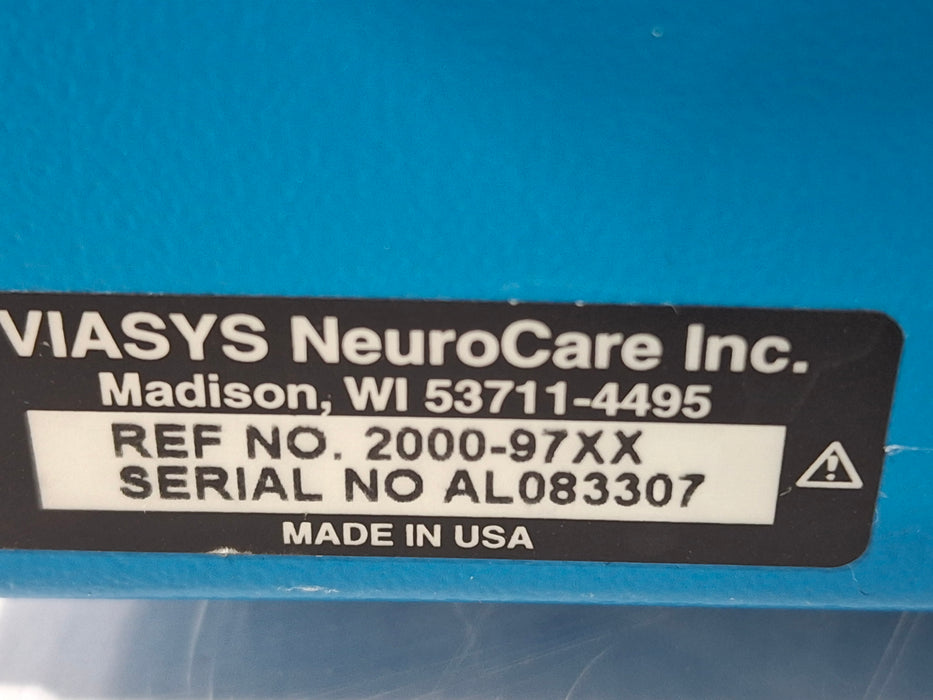 VIASYS NeuroCare Inc.
Madison, WI 53711-4495
REF NO. 2000-97XX
SERIAL NO AL083307
MADE IN USA